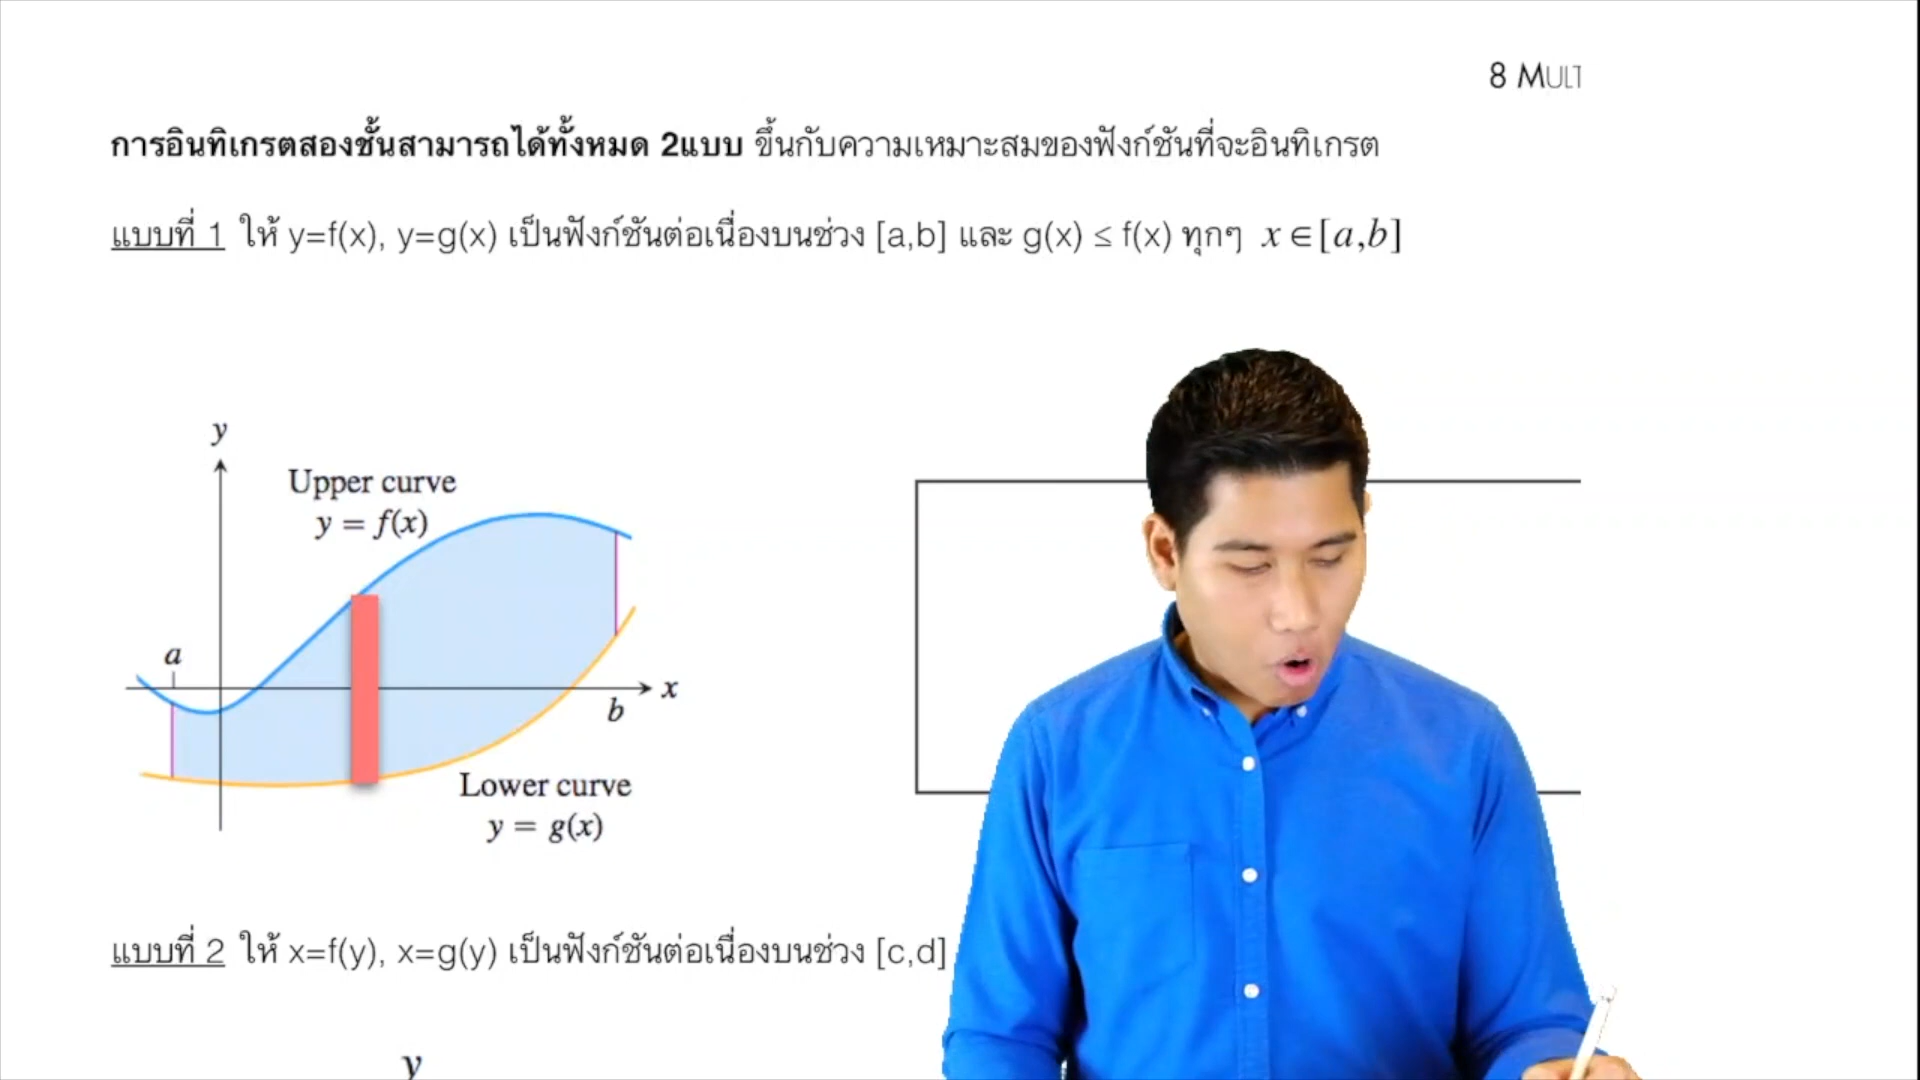 8 MULT
การอินทิเกรตสองชั้นสามารถได้ทั้งหมด 2แบบ ขึ้นกับความเหมาะสมของฟังก์ชันที่จะอินทิเกรต
แบบที่ 1 ให้ y=f(x), y=g(x) เป็นฟังก์ชันต่อเนื่องบนช่วง [a,b] และ g(x) ≤ f(x) ทุกๆ x ∈[a,b]
y
Upper curve
y = f(x)
a
x
b
Lower curve
y = g(x)
แบบที่ 2 ให้ x=f(y), x=g(y) เป็นฟังก์ชันต่อเนื่องบนช่วง [c,d]
y